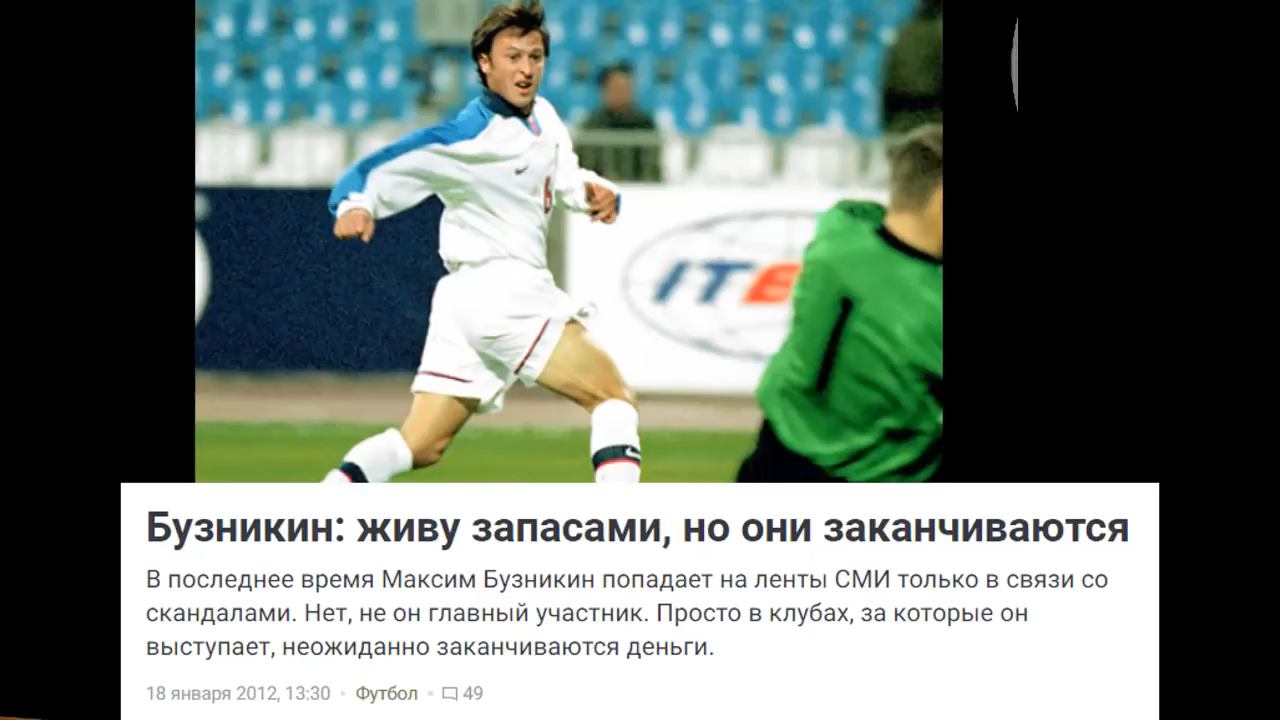 6
ITE
Бузникин: живу запасами, но они заканчиваются
В последнее время Максим Бузникин попадает на ленты СМИ только в связи со
скандалами. Нет, не он главный участник. Просто в клубах, за которые он
выступает, неожиданно заканчиваются деньги.
18 января 2012, 13:30 • Футбол • 49